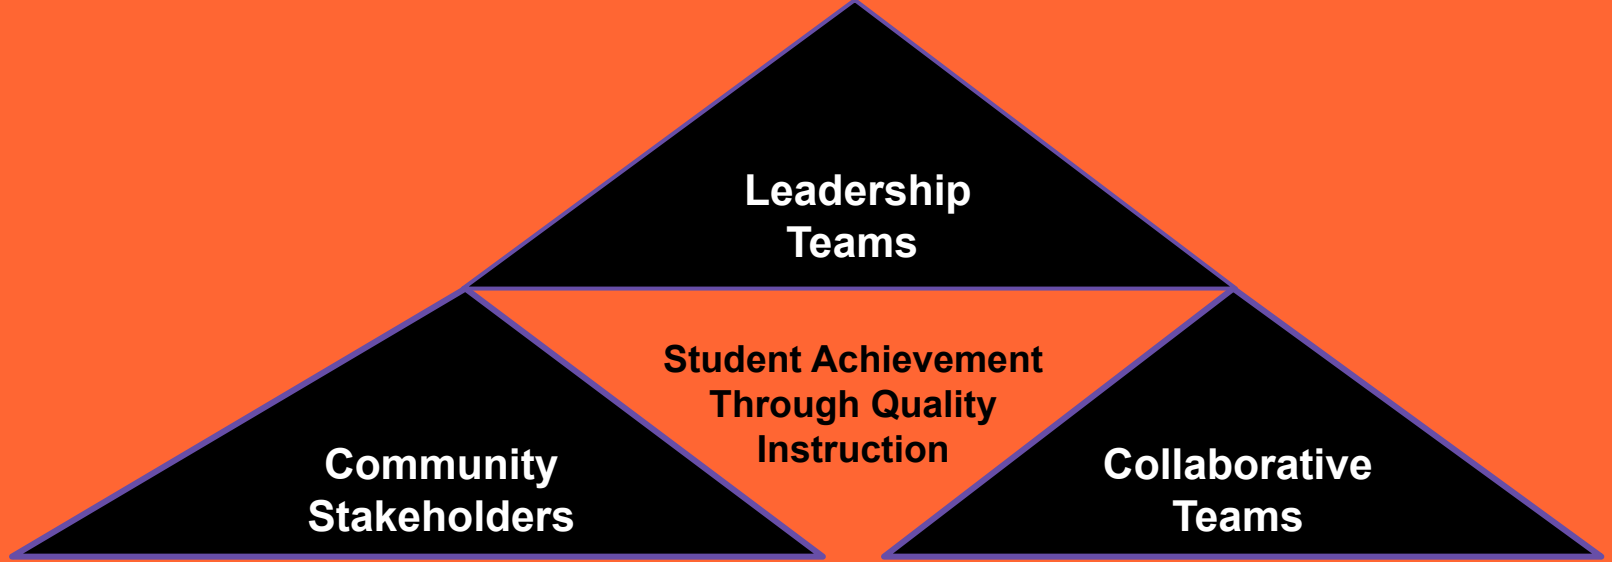 Leadership
Teams
Student Achievement
Through Quality
Instruction
Community
Stakeholders
Collaborative
Teams